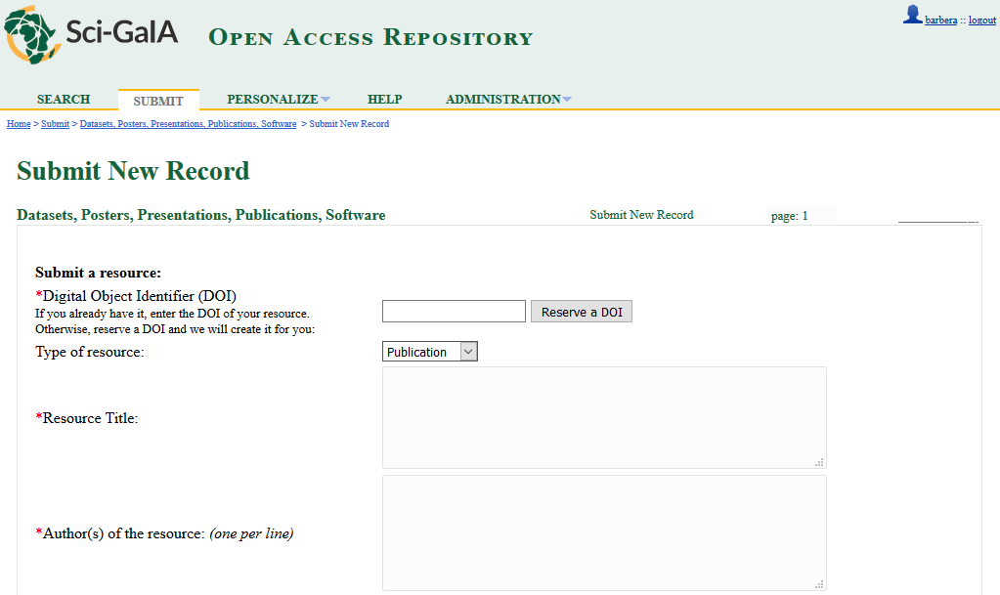 Sci-GaIA
OPEN ACCESS REPOSITORY
barbera :: logout
SEARCH SUBMIT PERSONALIZE HELP ADMINISTRATION
Home > Submit > Datasets, Posters, Presentations, Publications, Software > Submit New Record
Submit New Record
Datasets, Posters, Presentations, Publications, Software Submit New Record page: 1
Submit a resource:
*Digital Object Identifier (DOI)
If you already have it, enter the DOI of your resource.
Otherwise, reserve a DOI and we will create it for you:
Reserve a DOI
Type of resource: Publication
*Resource Title:
*Author(s) of the resource: (one per line)